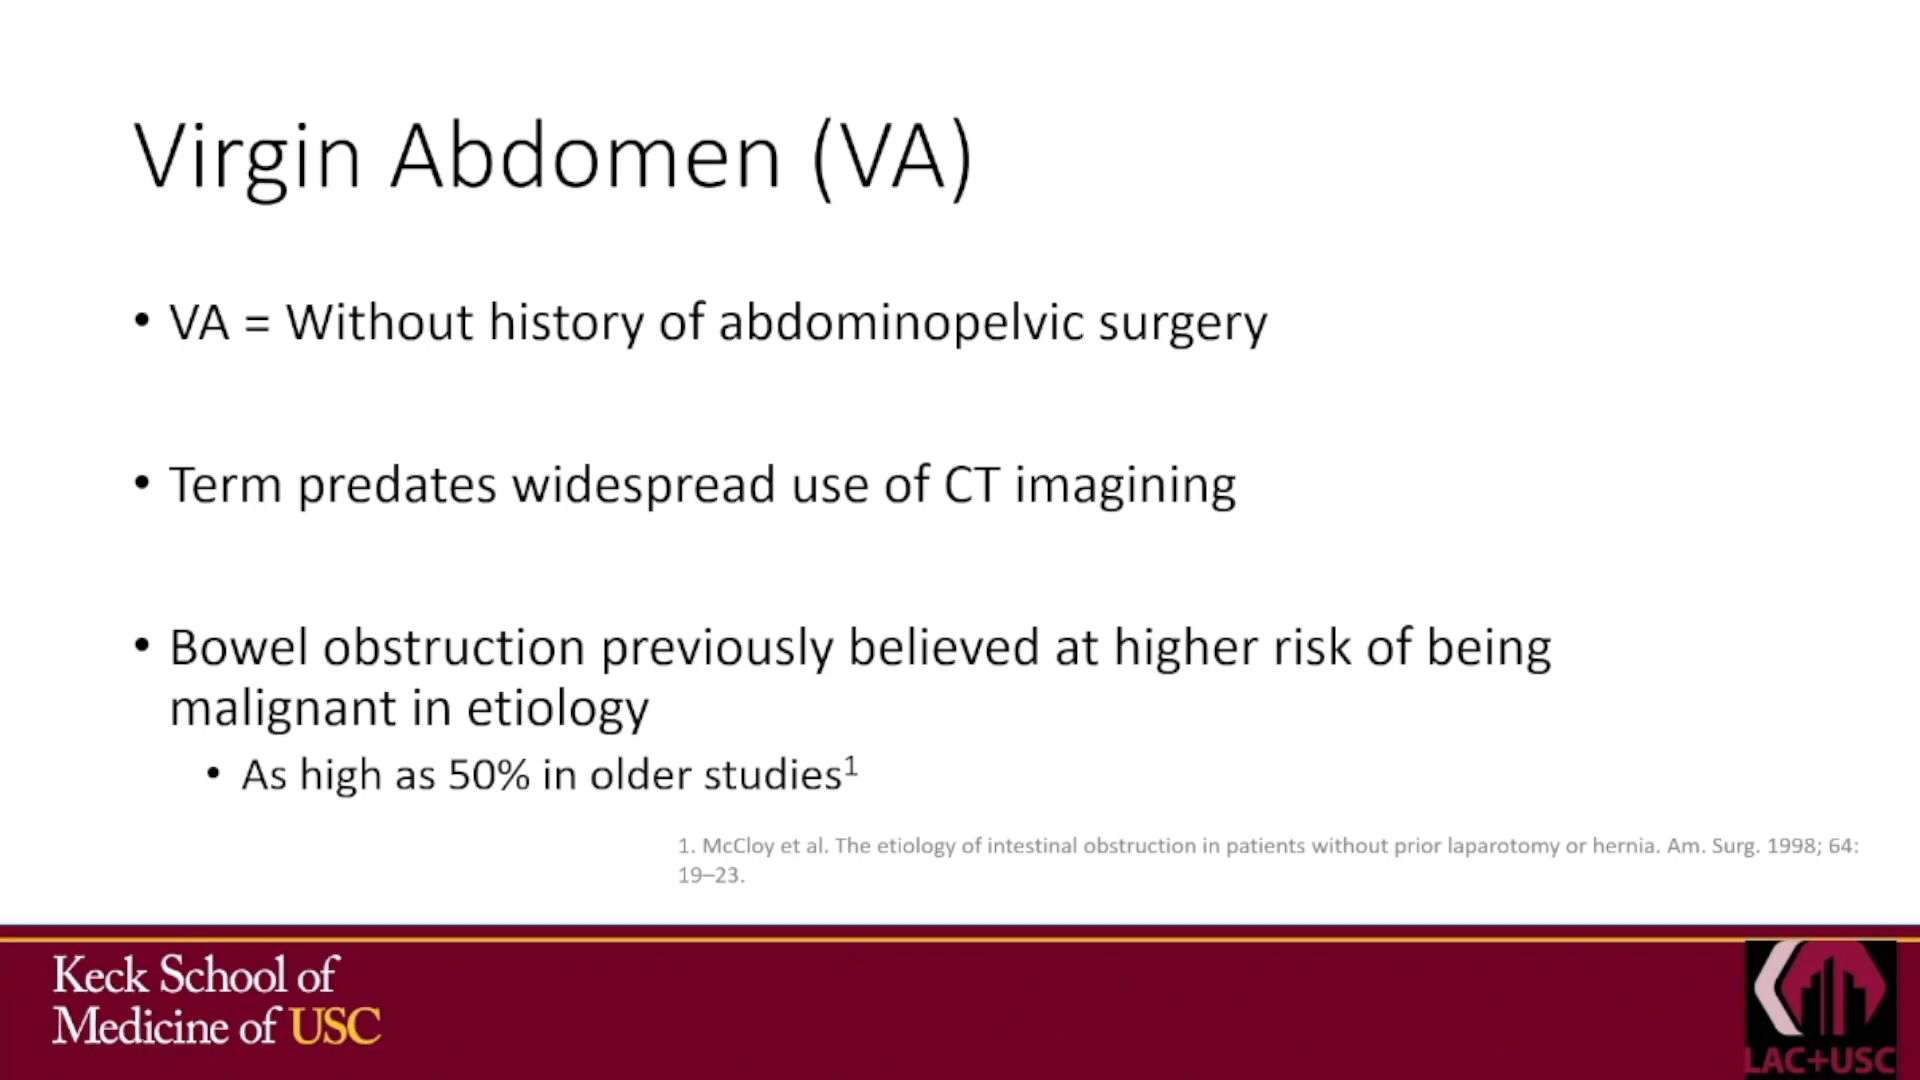 Virgin Abdomen (VA)
• VA = Without history of abdominopelvic surgery
• Term predates widespread use of CT imagining
• Bowel obstruction previously believed at higher risk of being
malignant in etiology
• As high as 50% in older studies¹
1. McCloy et al. The etiology of intestinal obstruction in patients without prior laparotomy or hernia. Am. Surg. 1998; 64:
19–23.
Keck School of
Medicine of USC
LAC+USC